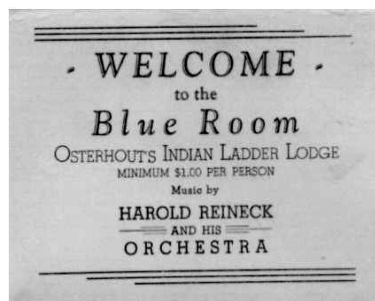 - WELCOME -
to the
Blue Room
OSTERHOUT'S INDIAN LADDER LODGE
MINIMUM $1.00 PER PERSON
Music by
HAROLD REINECK
AND HIS
ORCHESTRA